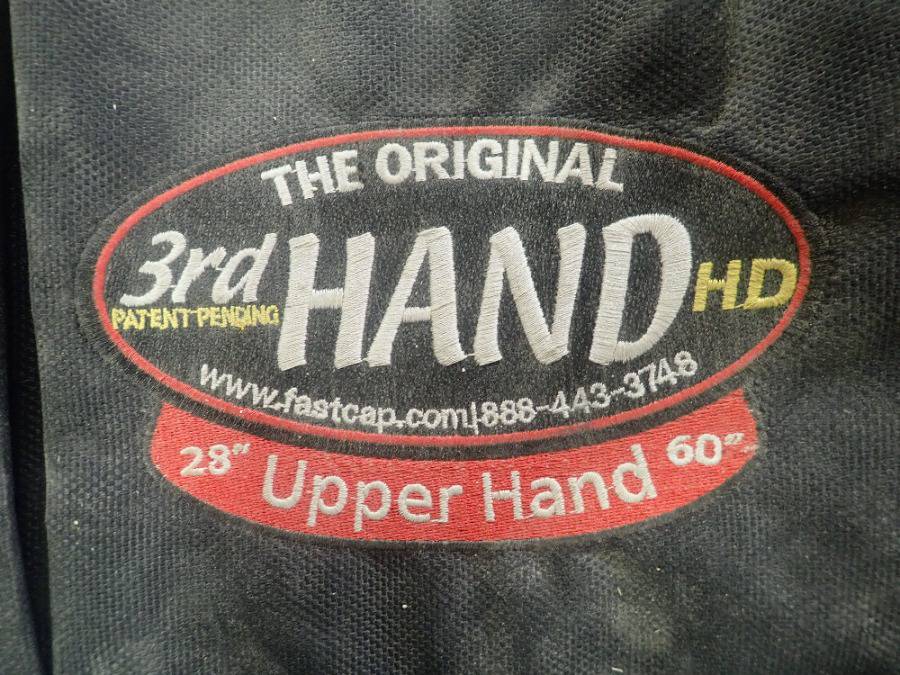 THE ORIGINAL
3rd HAND HD
PATENT PENDING
www.fastcap.com|888-443-3748
28" Upper Hand 60"